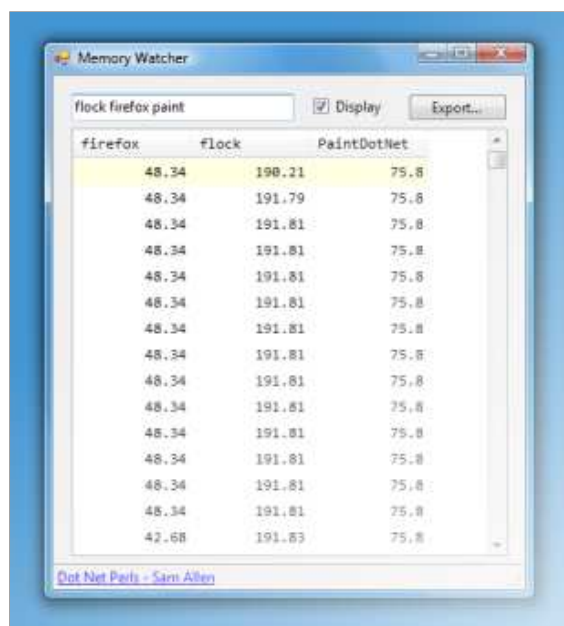 Memory Watcher
flock firefox paint Display Export...
firefox flock PaintDotNet
48.34 190.21 75.8
48.34 191.79 75.8
48.34 191.81 75.8
48.34 191.81 75.8
48.34 191.81 75.8
48.34 191.81 75.8
48.34 191.81 75.8
48.34 191.81 75.8
48.34 191.81 75.8
48.34 191.81 75.8
48.34 191.81 75.8
48.34 191.81 75.8
48.34 191.81 75.8
48.34 191.81 75.8
42.68 191.83 75.8
Dot Net Perls - Sam Allen